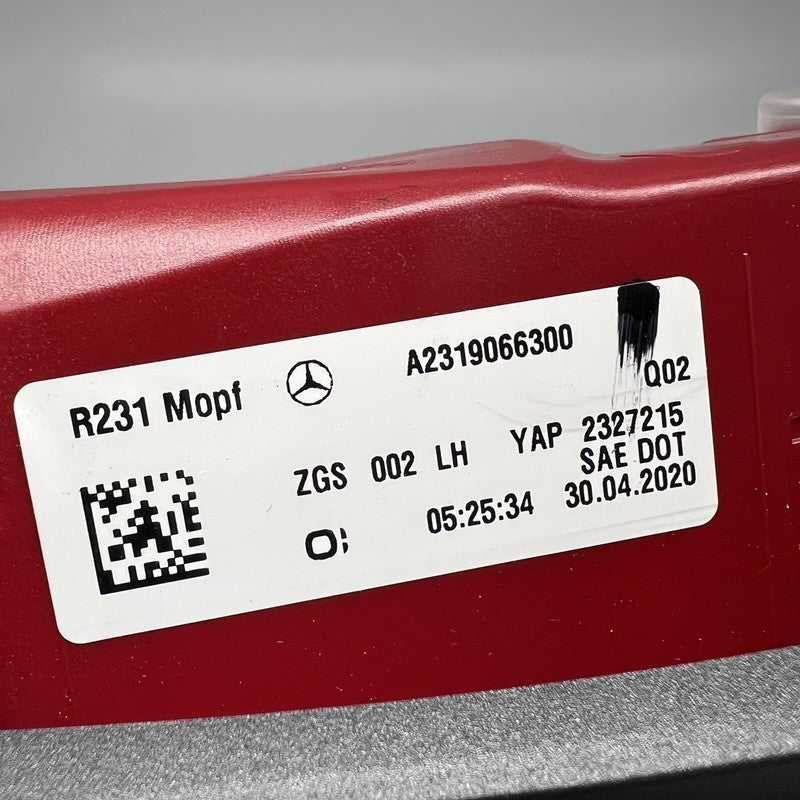 R231 Mopf A2319066300
Q02
ZGS 002 LH YAP 2327215
SAE DOT
05:25:34 30.04.2020